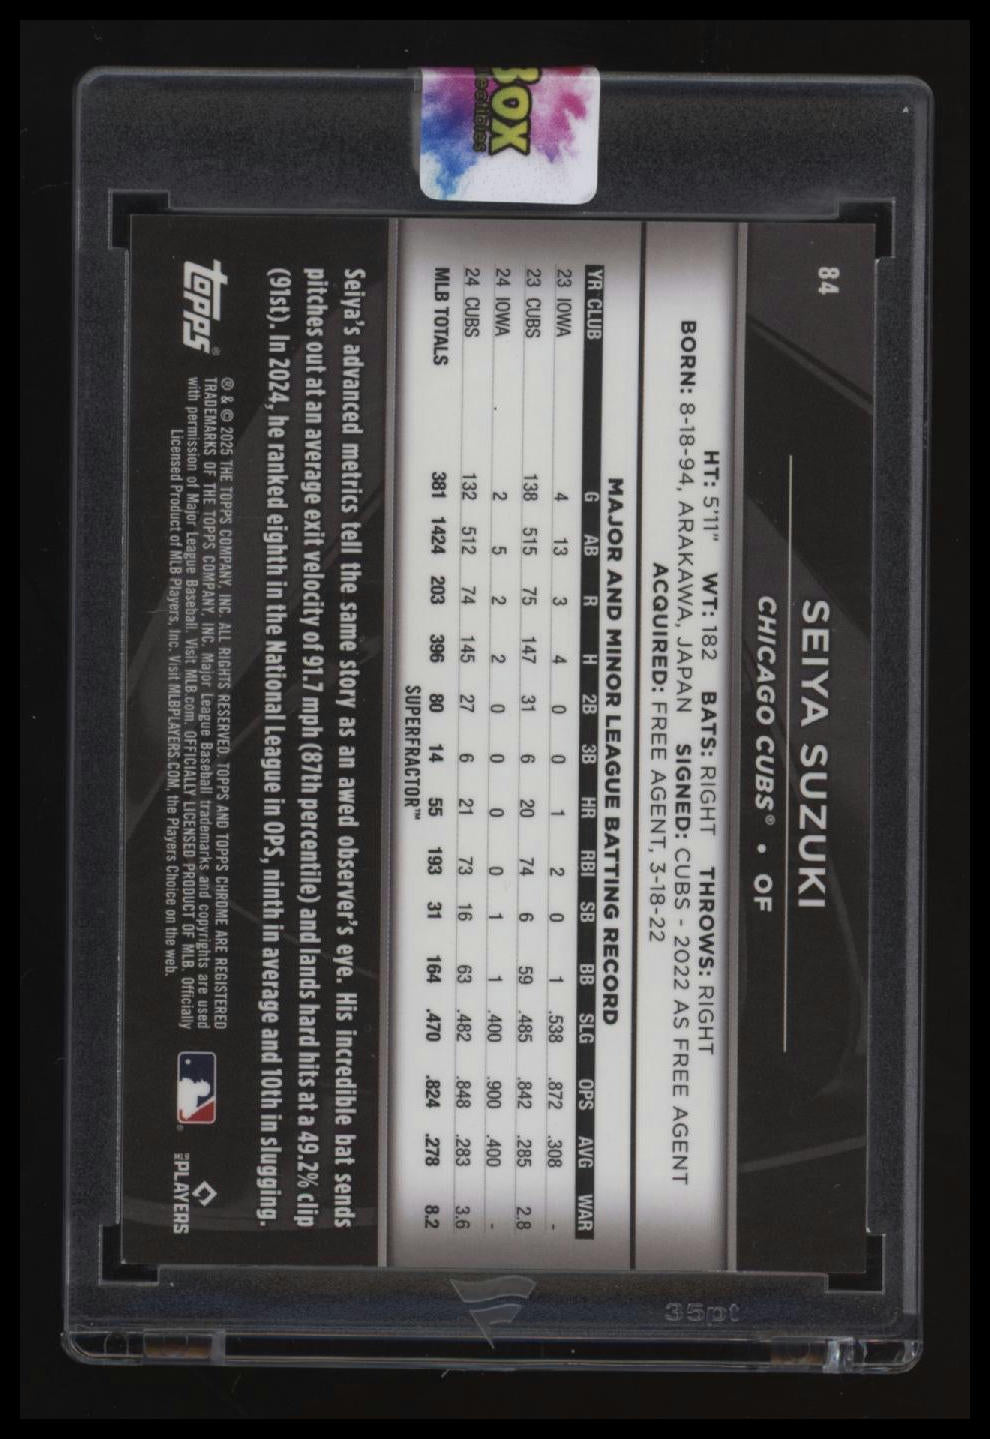 BOX
84
SEIYA SUZUKI
CHICAGO CUBS® • OF
HT: 5'11" WT: 182 BATS: RIGHT THROWS: RIGHT
BORN: 8-18-94, ARAKAWA, JAPAN SIGNED: CUBS - 2022 AS FREE AGENT
ACQUIRED: FREE AGENT, 3-18-22
MAJOR AND MINOR LEAGUE BATTING RECORD
YR CLUB G AB R H 2B 3B HR RBI SB BB SLG OPS AVG WAR
23 IOWA 4 13 3 4 0 0 1 2 0 1 .538 .872 .308 -
23 CUBS 138 515 75 147 31 6 20 74 6 59 .485 .842 .285 2.8
24 IOWA 2 5 2 2 0 0 0 0 1 1 .400 .900 .400 -
24 CUBS 132 512 74 145 27 6 21 73 16 63 .482 .848 .283 3.6
MLB TOTALS 381 1424 203 396 80 14 55 193 31 164 .470 .824 .278 8.2
SUPERFRACTOR™
Seiya's advanced metrics tell the same story as an awed observer's eye. His incredible bat sends
pitches out at an average exit velocity of 91.7 mph (87th percentile) and lands hard hits at a 49.2% clip
(91st). In 2024, he ranked eighth in the National League in OPS, ninth in average and 10th in slugging.
topps®
® & © 2025 THE TOPPS COMPANY, INC. ALL RIGHTS RESERVED. TOPPS AND TOPPS CHROME ARE REGISTERED
TRADEMARKS OF THE TOPPS COMPANY, INC. Major League Baseball trademarks and copyrights are used
with permission of Major League Baseball. Visit MLB.com. OFFICIALLY LICENSED PRODUCT OF MLB. Officially
Licensed Product of MLB Players, Inc. Visit MLBPLAYERS.COM, the Players Choice on the web.
MLB PLAYERS
35pt